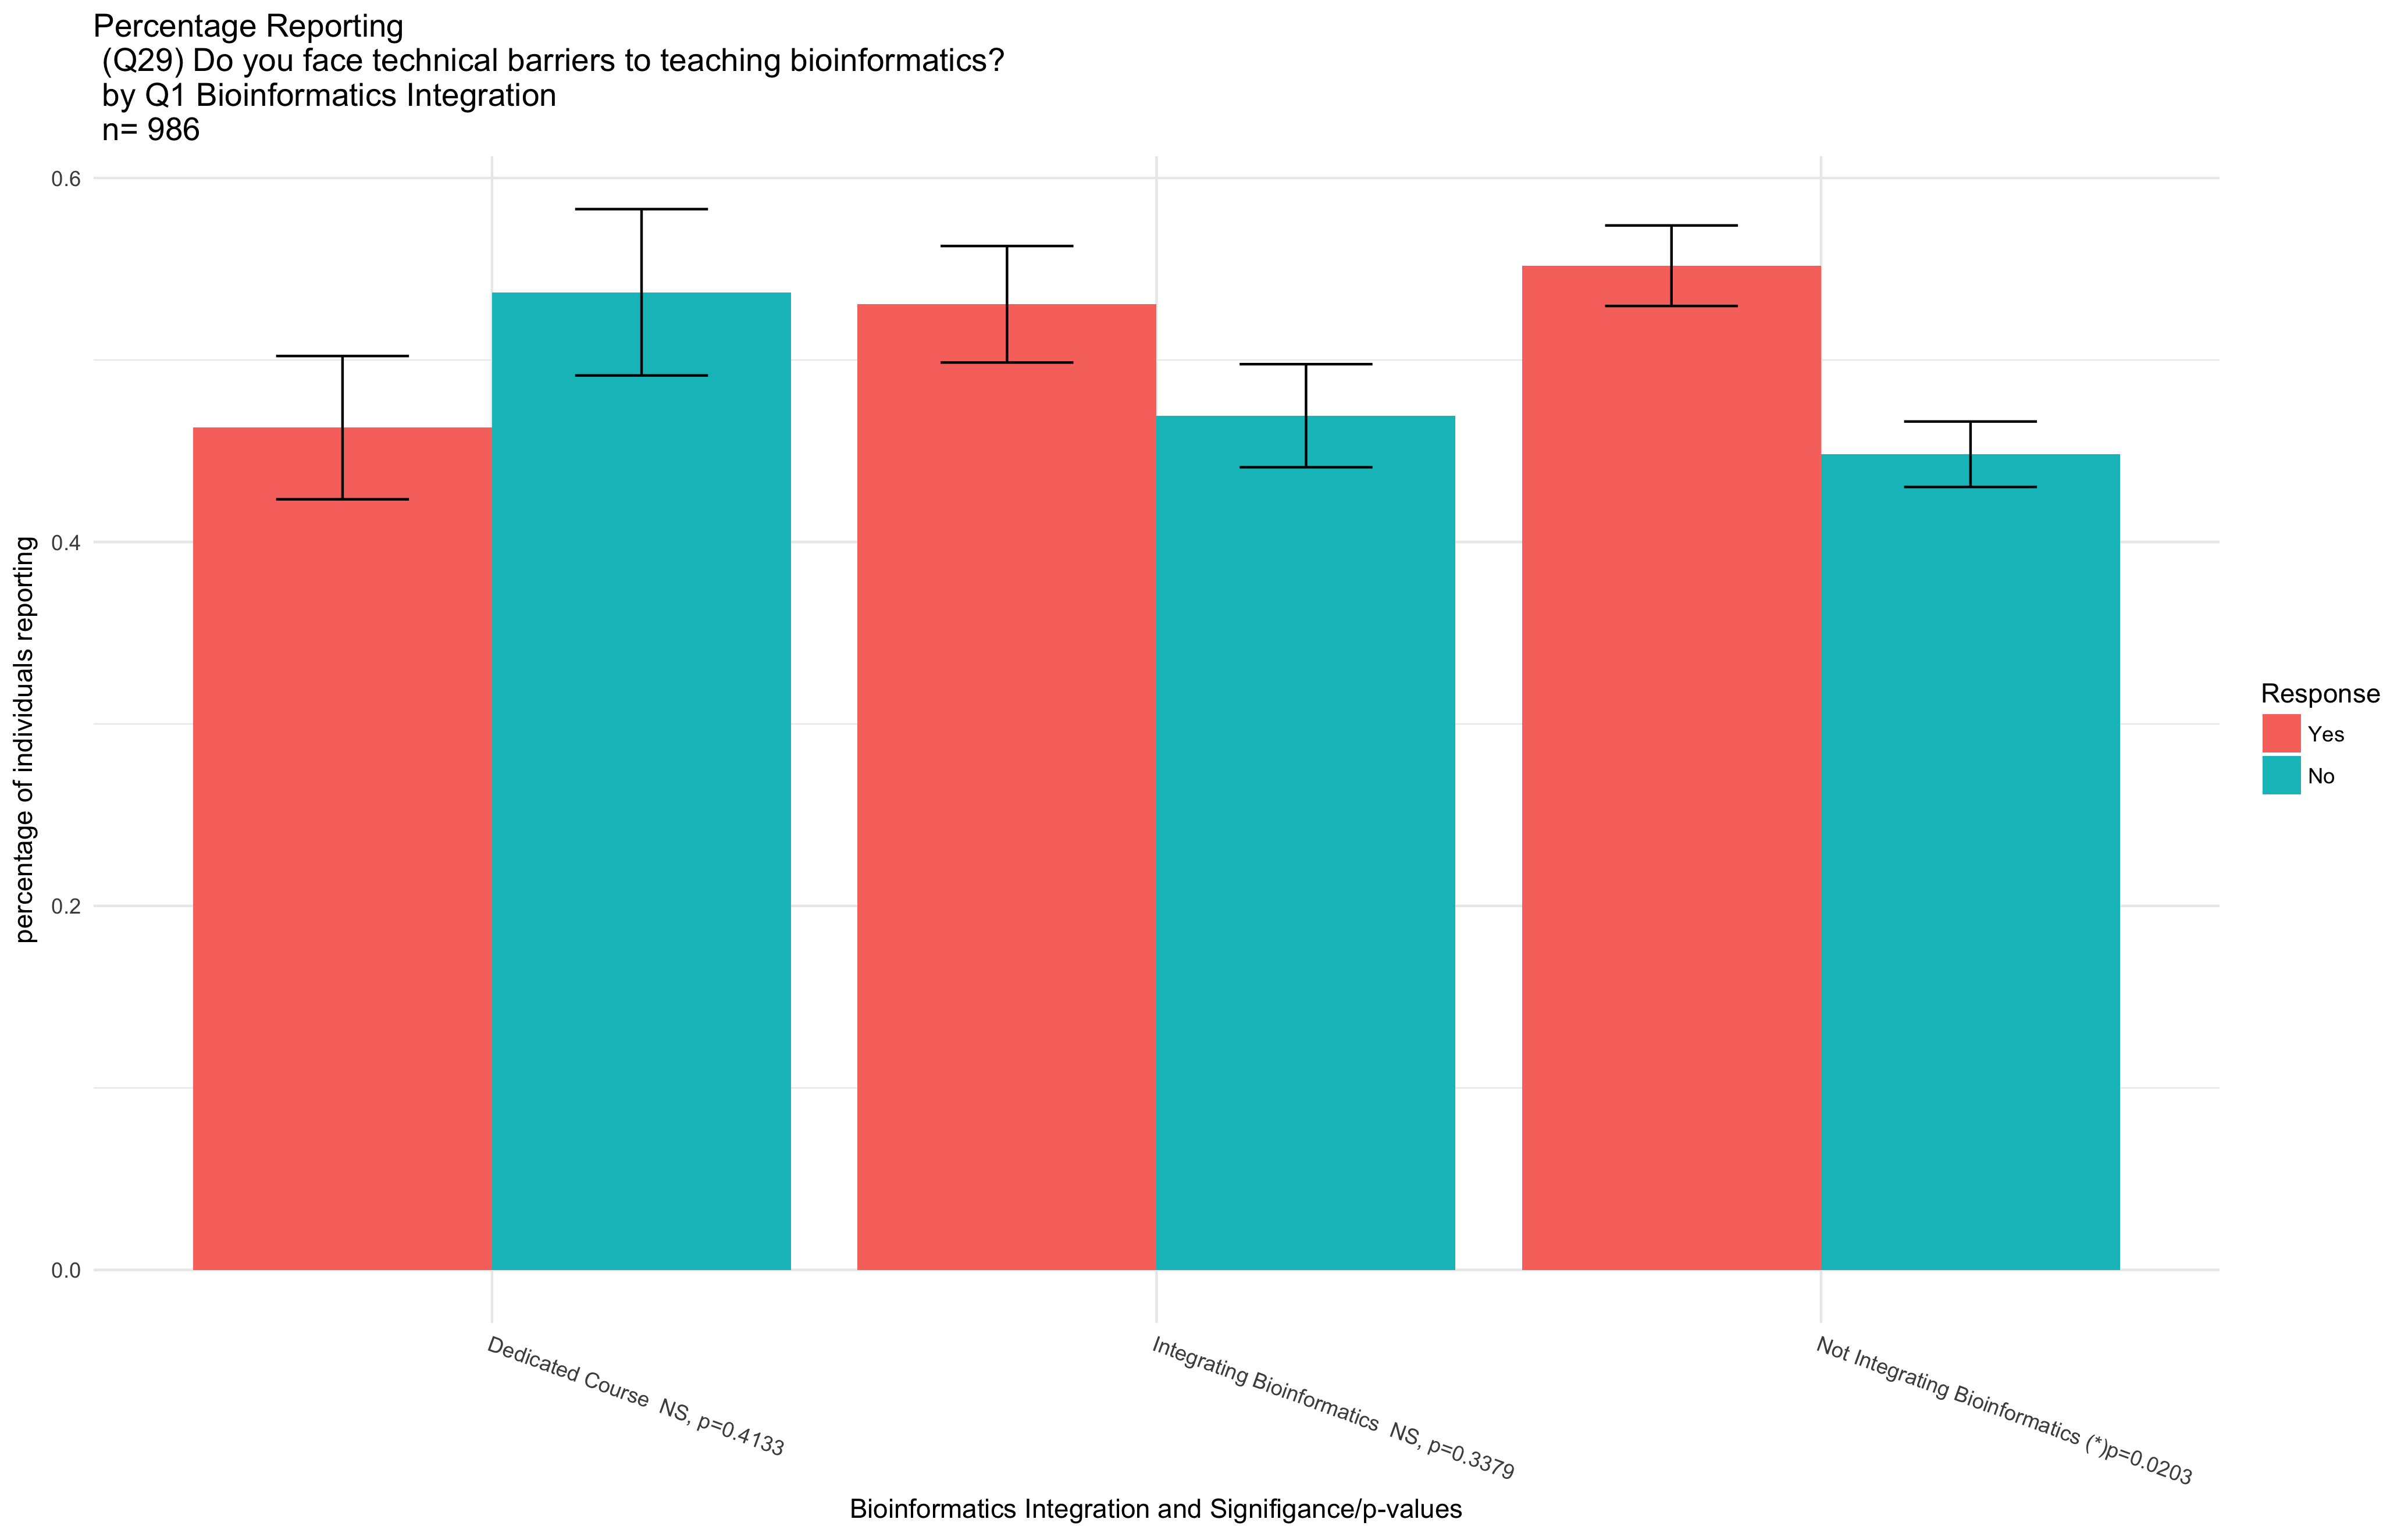 Percentage Reporting
(Q29) Do you face technical barriers to teaching bioinformatics?
by Q1 Bioinformatics Integration
n= 986
percentage of individuals reporting
0.6
0.4
0.2
0.0
Response
Yes
No
Dedicated Course  NS, p=0.4133
Integrating Bioinformatics  NS, p=0.3379
Not Integrating Bioinformatics (*)p=0.0203
Bioinformatics Integration and Signifigance/p-values